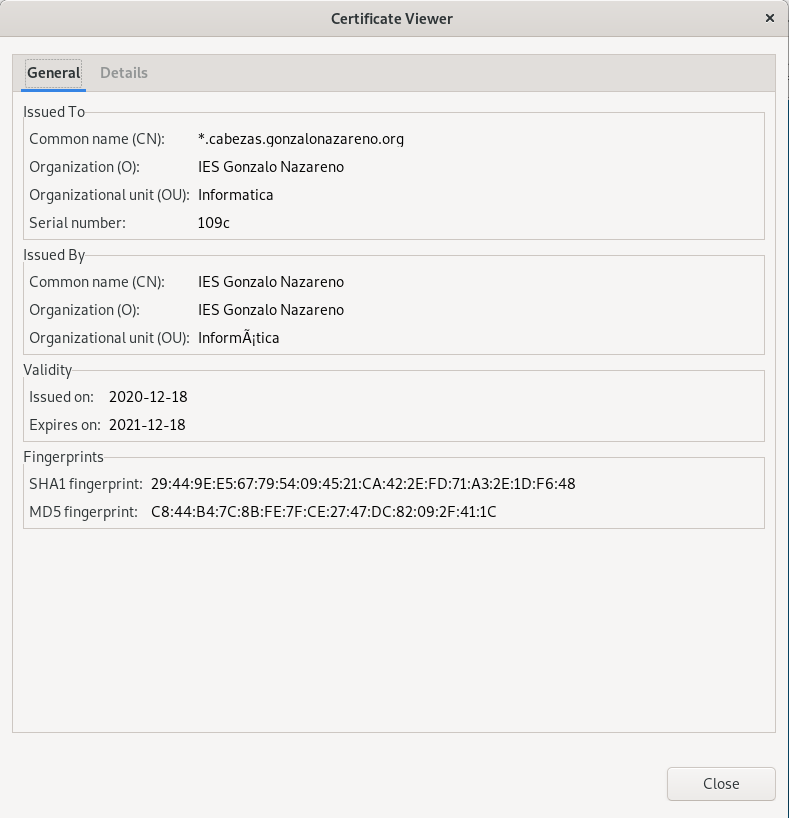 Certificate Viewer
General Details
Issued To
Common name (CN): *.cabezas.gonzalonazareno.org
Organization (O): IES Gonzalo Nazareno
Organizational unit (OU): Informatica
Serial number: 109c
Issued By
Common name (CN): IES Gonzalo Nazareno
Organization (O): IES Gonzalo Nazareno
Organizational unit (OU): InformÃ¡tica
Validity
Issued on: 2020-12-18
Expires on: 2021-12-18
Fingerprints
SHA1 fingerprint: 29:44:9E:E5:67:79:54:09:45:21:CA:42:2E:FD:71:A3:2E:1D:F6:48
MD5 fingerprint: C8:44:B4:7C:8B:FE:7F:CE:27:47:DC:82:09:2F:41:1C
Close